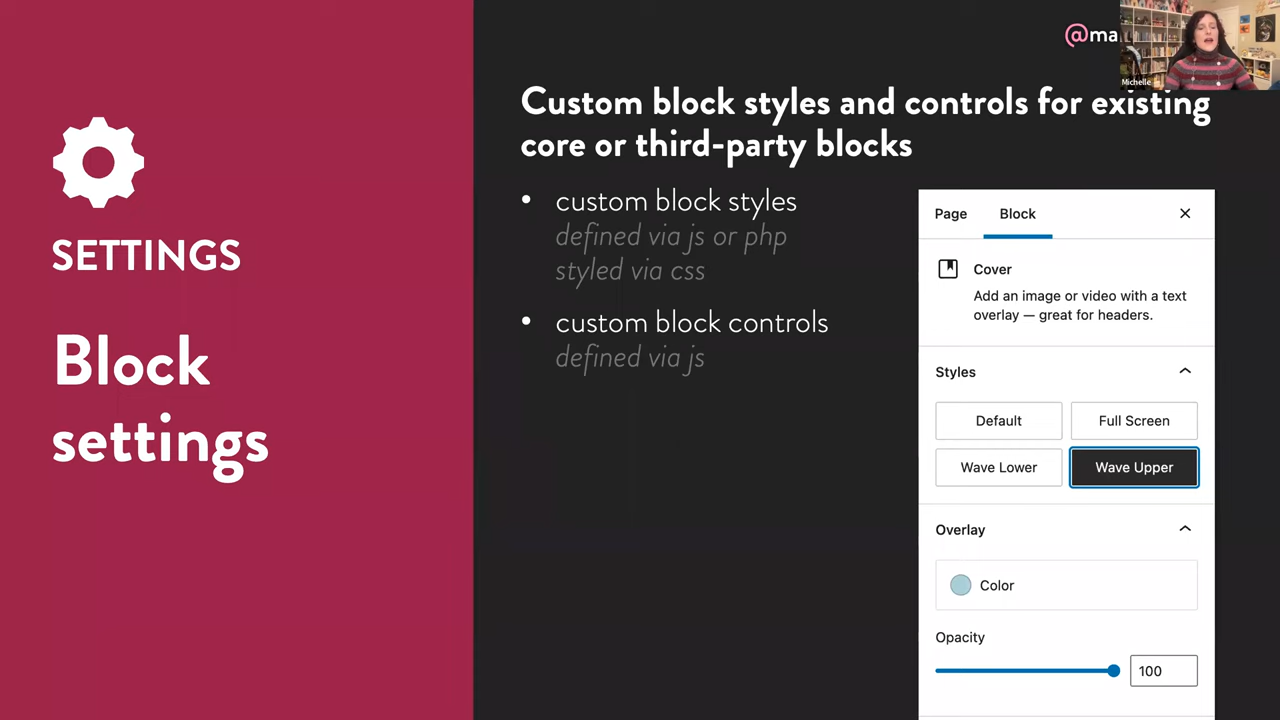 @ma
Michelle
SETTINGS
Block
settings
Custom block styles and controls for existing
core or third-party blocks
• custom block styles
defined via js or php
styled via css
• custom block controls
defined via js
Page Block
Cover
Add an image or video with a text
overlay — great for headers.
Styles
Default Full Screen
Wave Lower Wave Upper
Overlay
Color
Opacity
100